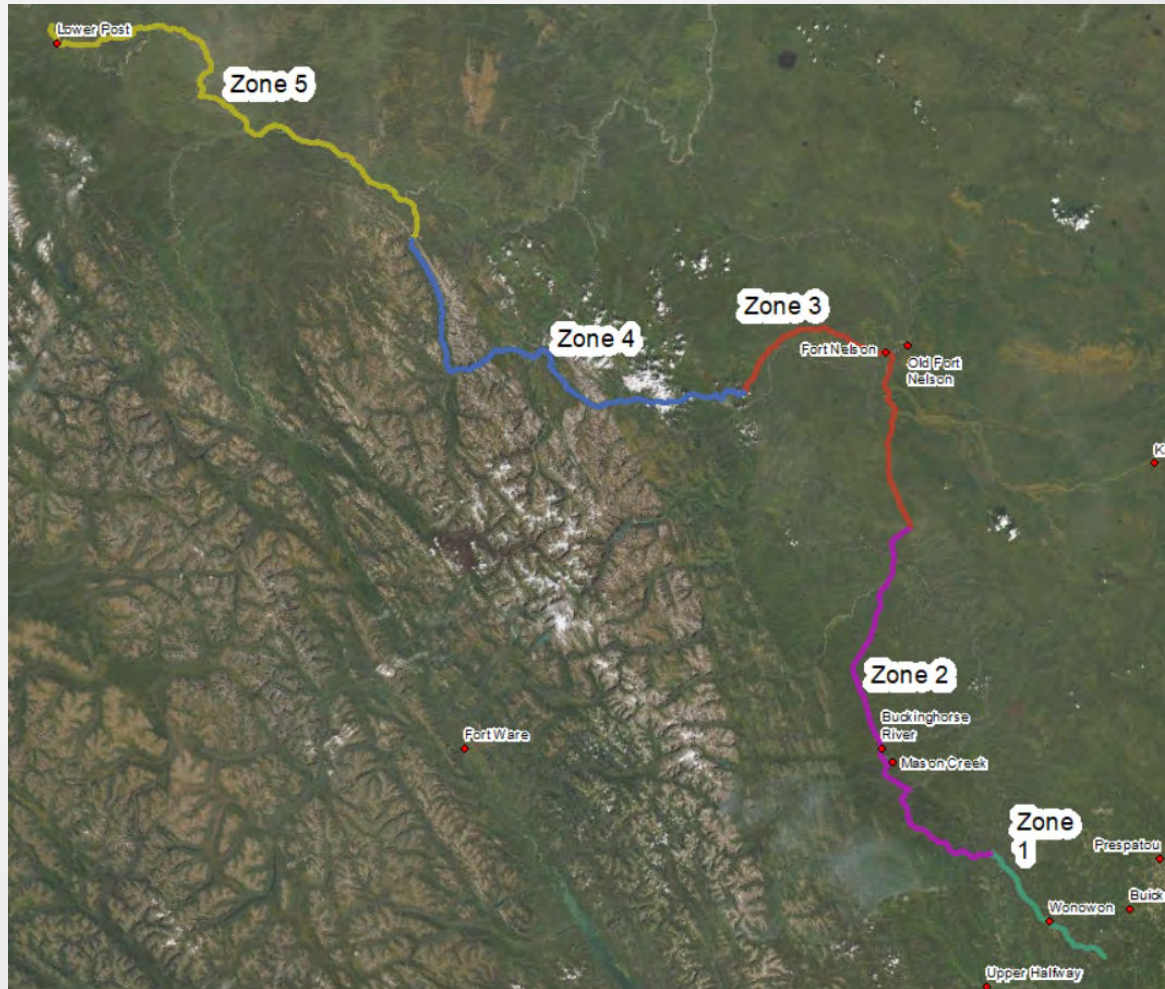 Lower Post
Zone 5
Zone 3
Zone 4
Fort Nelson
Old Fort
Nelson
Zone 2
Buckinghorse
River
Fort Ware
Mason Creek
Zone
1
Prespatou
Buick
Wonowon
Upper Halfway